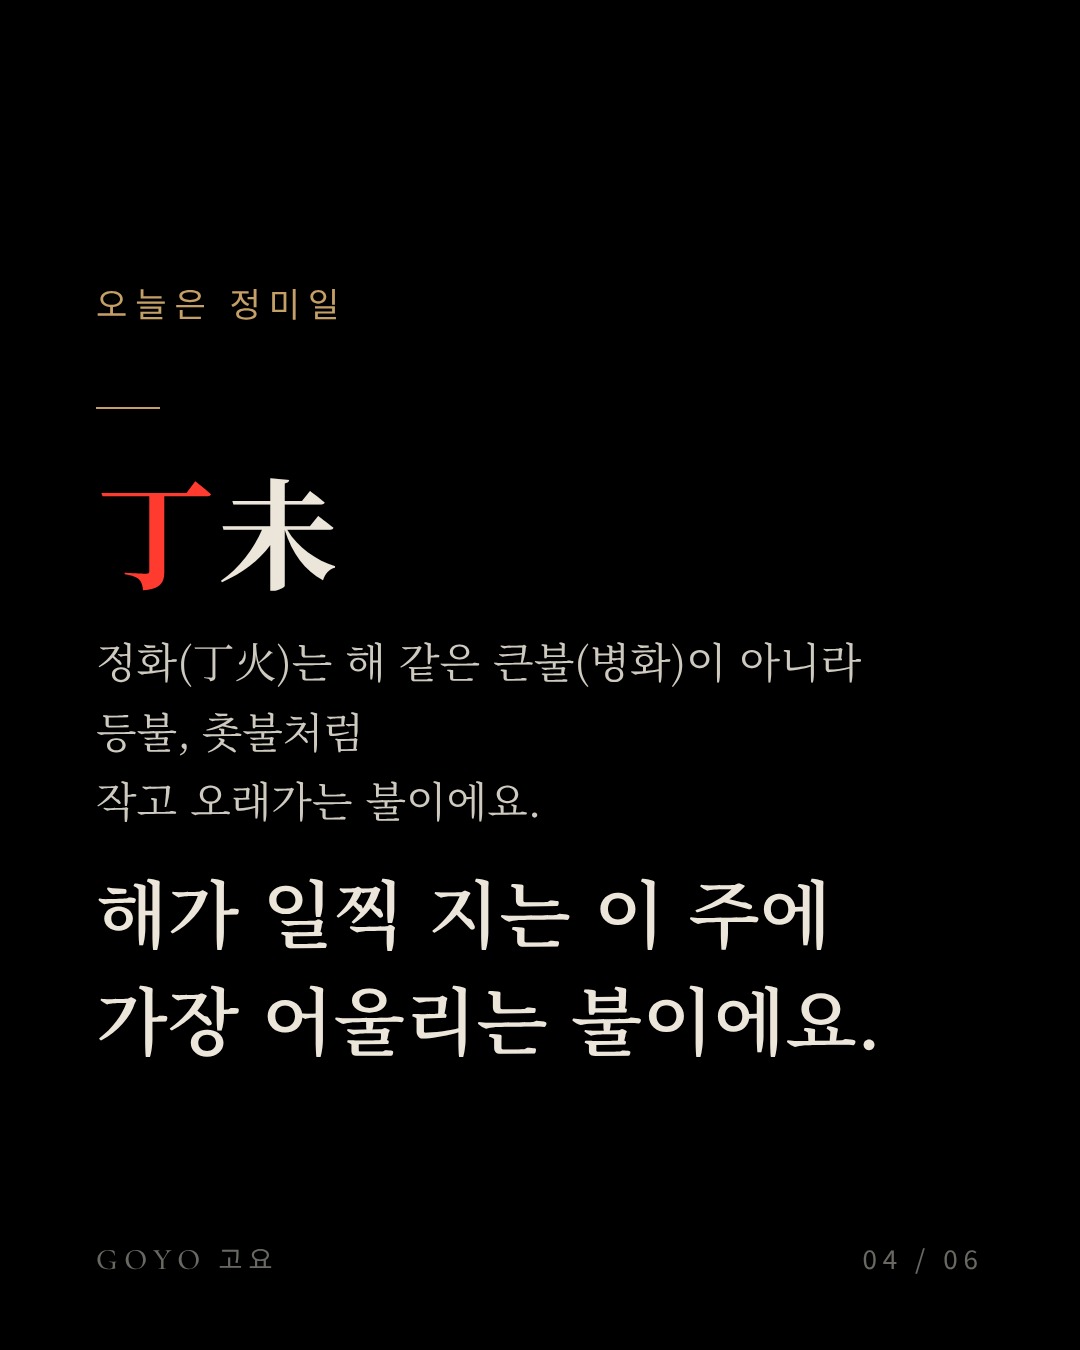 오늘은 정미일
丁未
정화(丁火)는 해 같은 큰불(병화)이 아니라
등불, 촛불처럼
작고 오래가는 불이에요.
해가 일찍 지는 이 주에
가장 어울리는 불이에요.
GOYO 고요
04 / 06